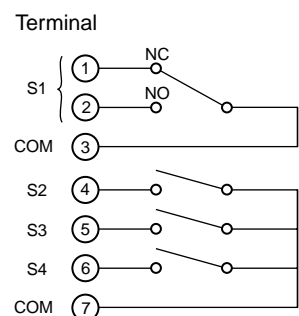 Terminal
S1 1 NC
2 NO
COM 3
S2 4
S3 5
S4 6
COM 7